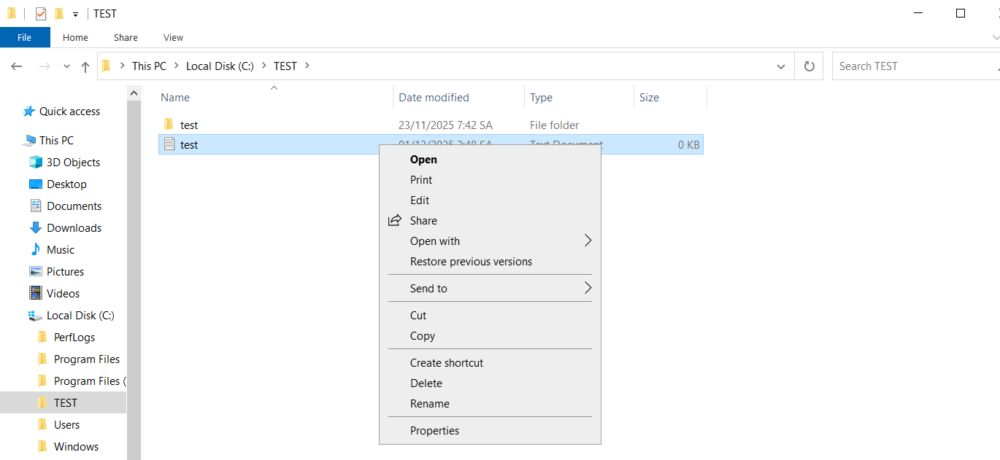 TEST
File Home Share View
This PC Local Disk (C:) TEST
Search TEST
Name Date modified Type Size
Quick access
This PC
3D Objects
Desktop
Documents
Downloads
Music
Pictures
Videos
Local Disk (C:)
PerfLogs
Program Files
Program Files (
TEST
Users
Windows
test 23/11/2025 7:42 SA File folder
test 01/12/2025 2:48 SA Text Document 0 KB
Open
Print
Edit
Share
Open with
Restore previous versions
Send to
Cut
Copy
Create shortcut
Delete
Rename
Properties